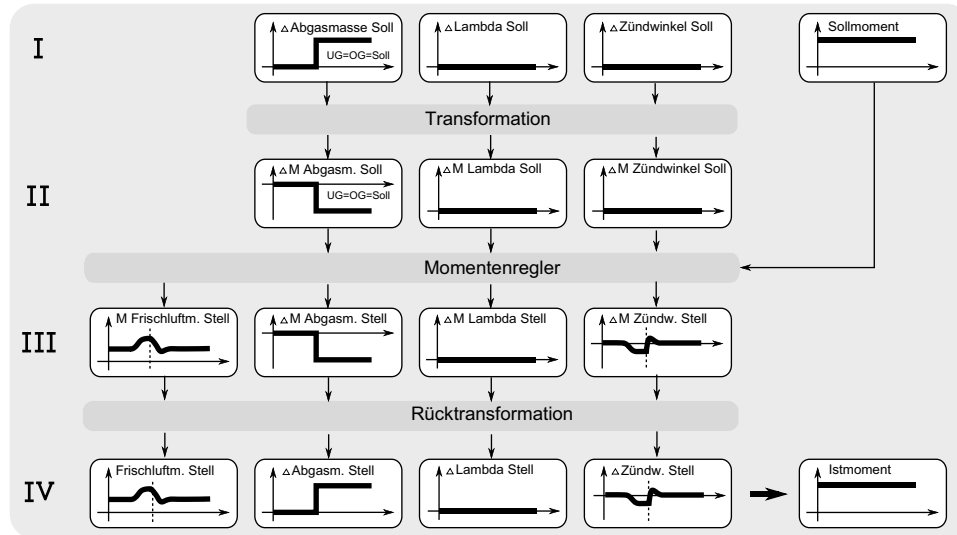 I
△Abgasmasse Soll
UG=OG=Soll
△Lambda Soll
△Zündwinkel Soll
Sollmoment
Transformation
II
△M Abgasm. Soll
UG=OG=Soll
△M Lambda Soll
△M Zündwinkel Soll
Momentenregler
III
M Frischluftm. Stell
△M Abgasm. Stell
△M Lambda Stell
△M Zündw. Stell
Rücktransformation
IV
Frischluftm. Stell
△Abgasm. Stell
△Lambda Stell
△Zündw. Stell
Istmoment